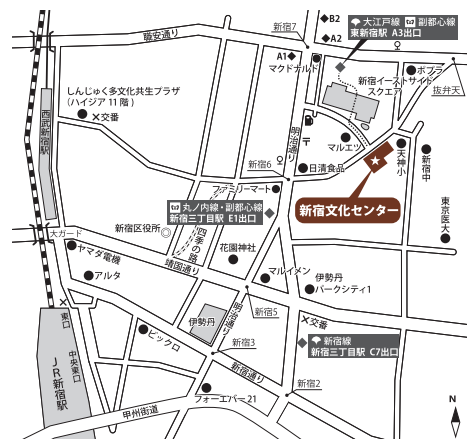 B2
A2
新宿7
大江戸線 副都心線
東新宿駅 A3出口
職安通り
A1
マクドナルド
ポプラ
抜弁天
新宿イーストサイド
スクエア
しんじゅく多文化共生プラザ
(ハイジア 11 階)
交番
西武新宿駅
明治通り
マルエツ
天神小
新宿中
新宿6
日清食品
ファミリーマート
丸ノ内線・副都心線
新宿三丁目駅 E1出口
新宿文化センター
東京医大
新宿区役所
四季の路
大ガード
ヤマダ電機
靖国通り
花園神社
アルタ
マルイメン
伊勢丹
パークシティ1
東口
伊勢丹
明治通り
新宿5
交番
ビックロ
新宿3
新宿線
新宿三丁目駅 C7出口
中央東口
JR新宿駅
新宿通り
新宿2
フォーエバー21
甲州街道
N